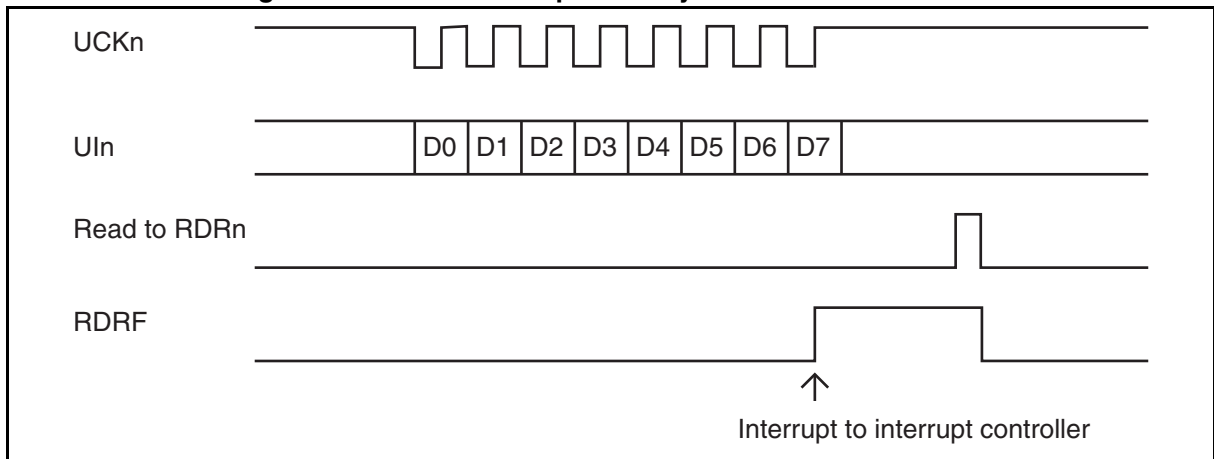 UCKn
UIn
D0 D1 D2 D3 D4 D5 D6 D7
Read to RDRn
RDRF
Interrupt to interrupt controller